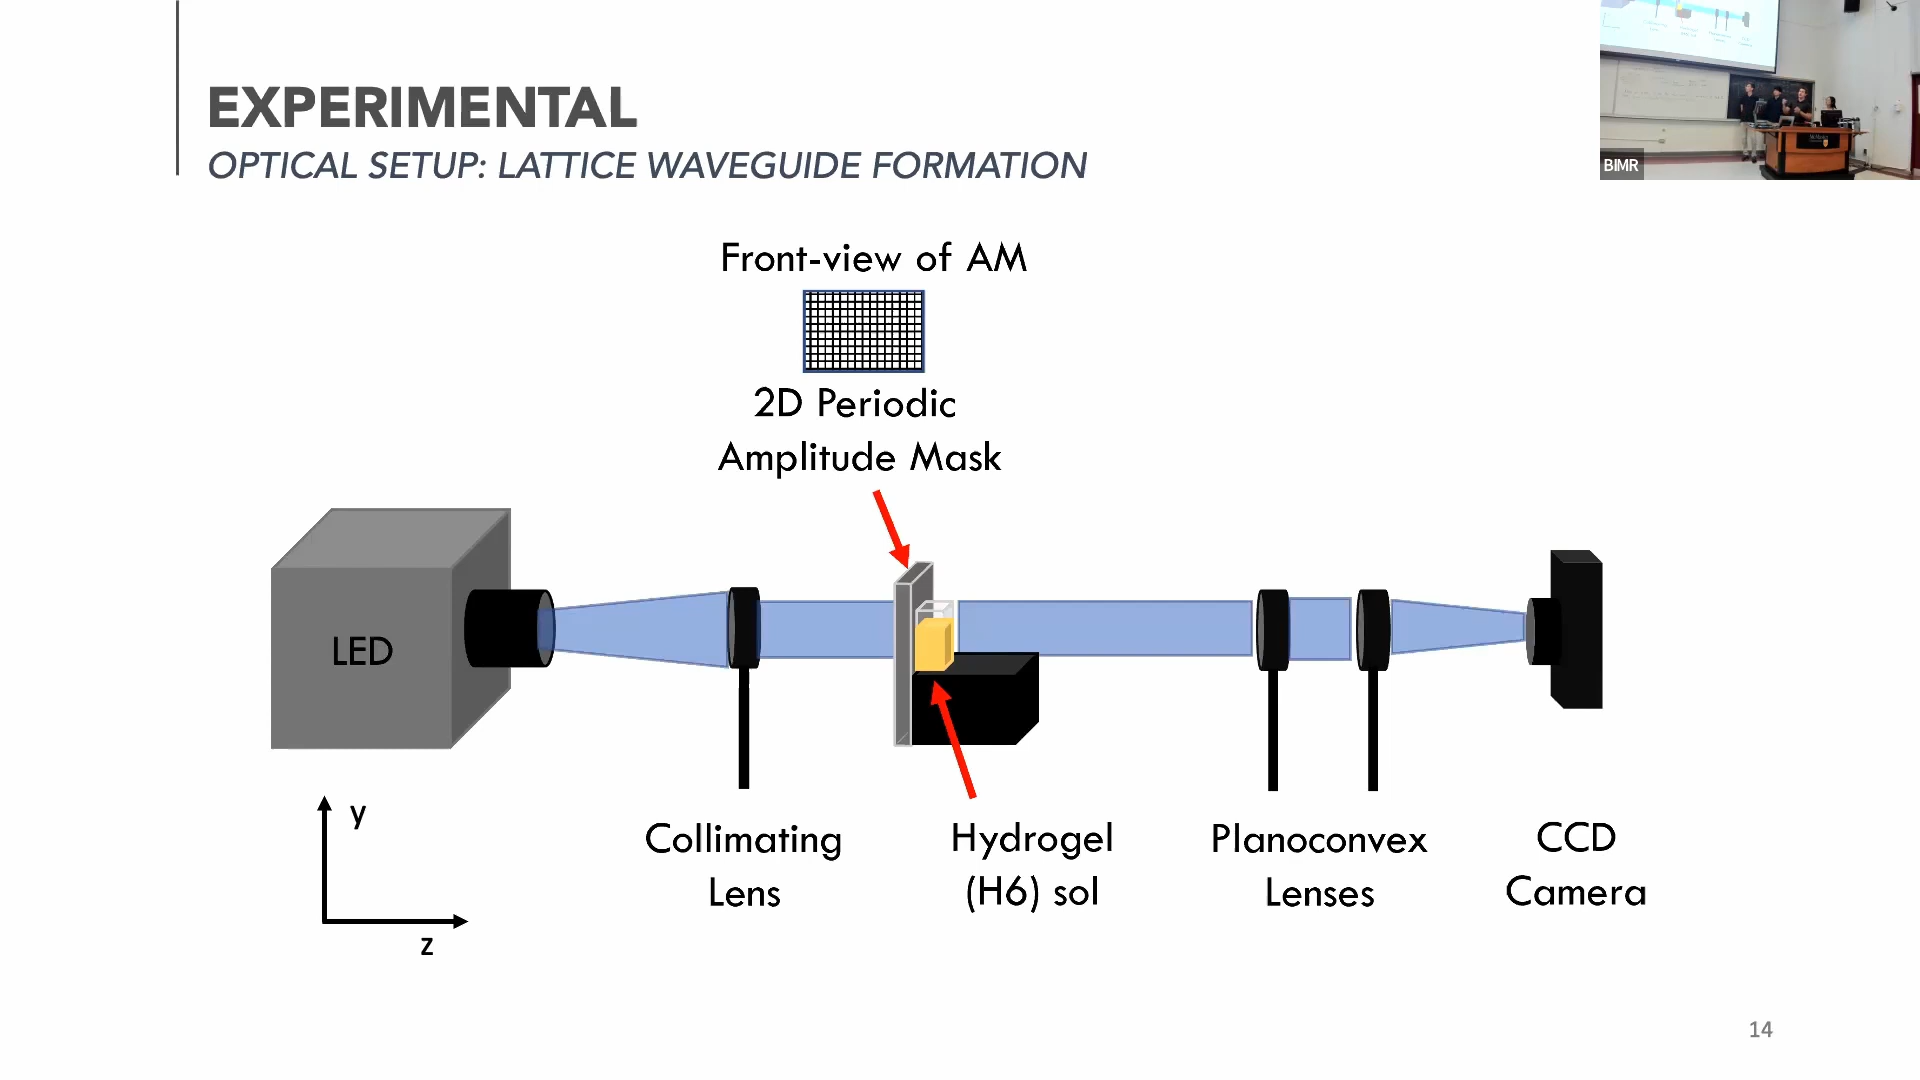 EXPERIMENTAL
OPTICAL SETUP: LATTICE WAVEGUIDE FORMATION
BIMR
Front-view of AM
2D Periodic
Amplitude Mask
LED
y
z
Collimating
Lens
Hydrogel
(H6) sol
Planoconvex
Lenses
CCD
Camera
14